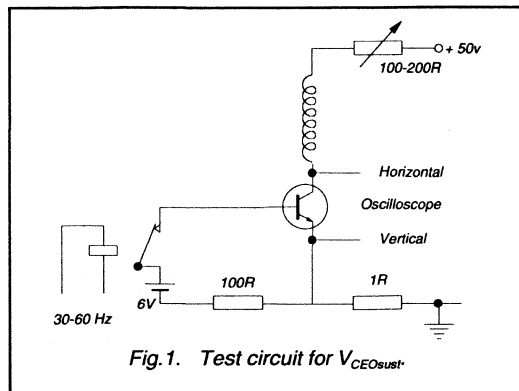 + 50v
100-200R
Horizontal
Oscilloscope
Vertical
100R
1R
6V
30-60 Hz
Fig.1. Test circuit for VCEOsust.